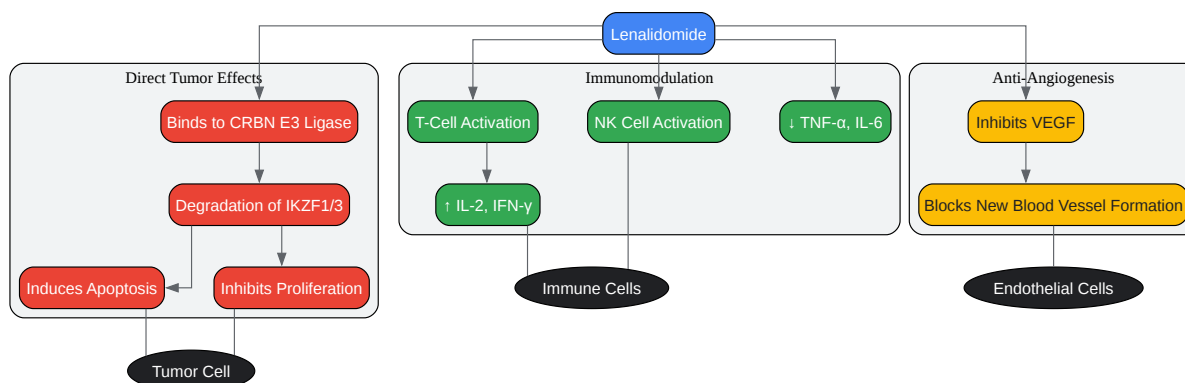 Lenalidomide
Direct Tumor Effects
Immunomodulation
Anti-Angiogenesis
Binds to CRBN E3 Ligase
T-Cell Activation
NK Cell Activation
↓ TNF-α, IL-6
Inhibits VEGF
Degradation of IKZF1/3
↑ IL-2, IFN-γ
Blocks New Blood Vessel Formation
Induces Apoptosis
Inhibits Proliferation
Immune Cells
Endothelial Cells
Tumor Cell